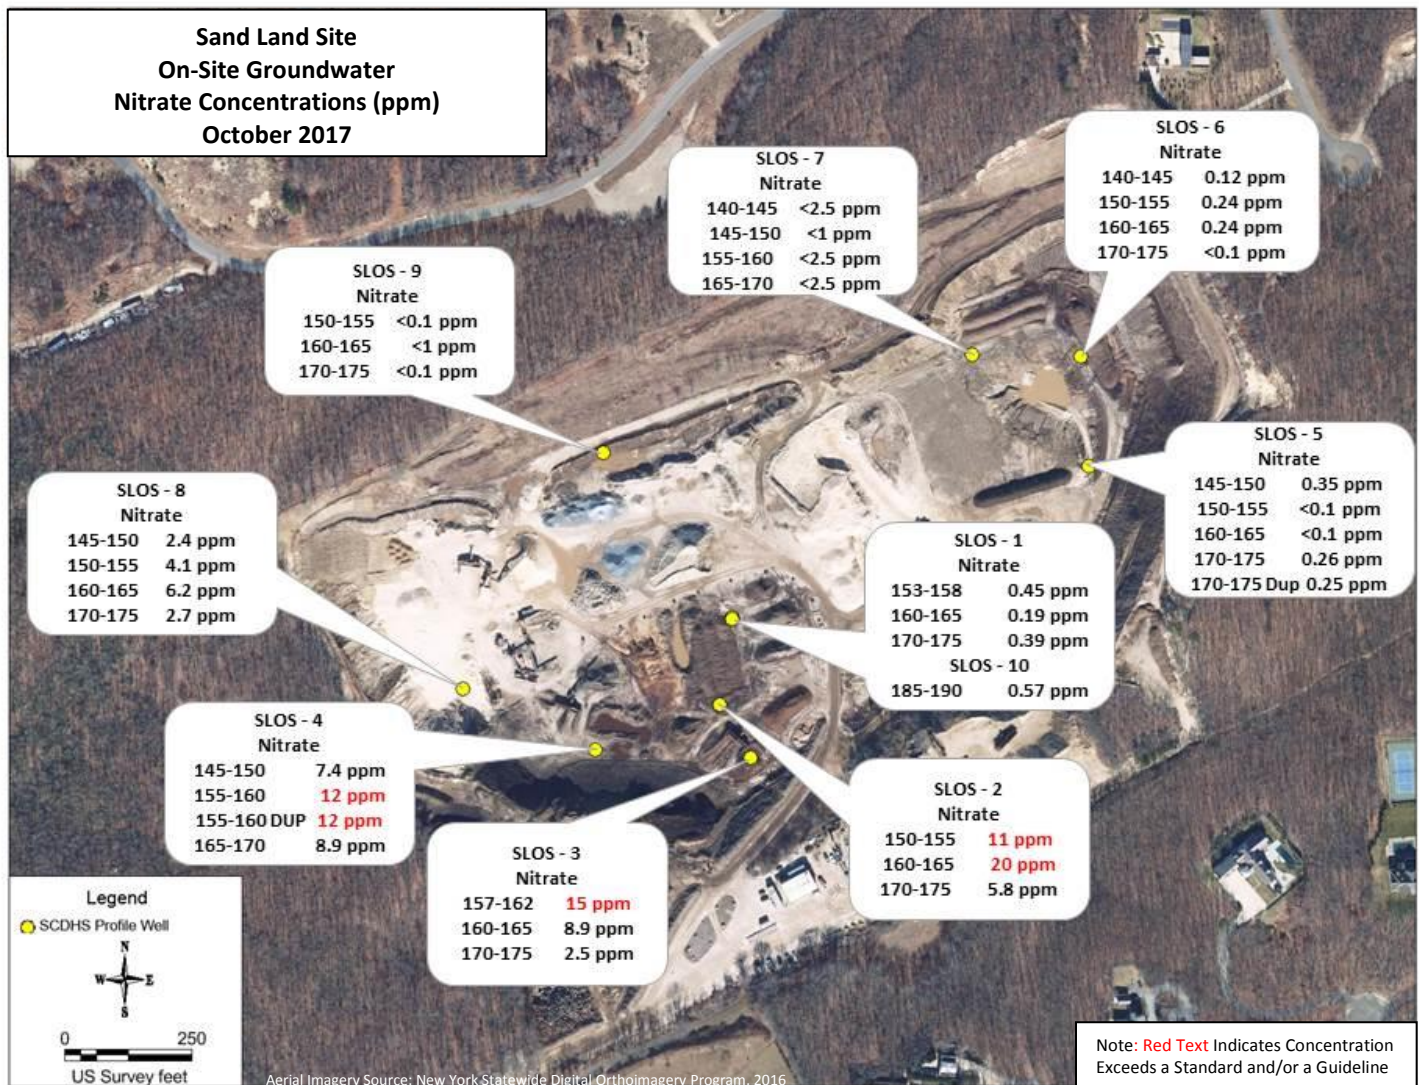 Sand Land Site
On-Site Groundwater
Nitrate Concentrations (ppm)
October 2017
SLOS - 6
Nitrate
140-145 0.12 ppm
150-155 0.24 ppm
160-165 0.24 ppm
170-175 <0.1 ppm
SLOS - 7
Nitrate
140-145 <2.5 ppm
145-150 <1 ppm
155-160 <2.5 ppm
165-170 <2.5 ppm
SLOS - 9
Nitrate
150-155 <0.1 ppm
160-165 <1 ppm
170-175 <0.1 ppm
SLOS - 5
Nitrate
145-150 0.35 ppm
150-155 <0.1 ppm
160-165 <0.1 ppm
170-175 0.26 ppm
170-175 Dup 0.25 ppm
SLOS - 8
Nitrate
145-150 2.4 ppm
150-155 4.1 ppm
160-165 6.2 ppm
170-175 2.7 ppm
SLOS - 1
Nitrate
153-158 0.45 ppm
160-165 0.19 ppm
170-175 0.39 ppm
SLOS - 10
185-190 0.57 ppm
SLOS - 4
Nitrate
145-150 7.4 ppm
155-160 12 ppm
155-160 DUP 12 ppm
165-170 8.9 ppm
SLOS - 2
Nitrate
150-155 11 ppm
160-165 20 ppm
170-175 5.8 ppm
SLOS - 3
Nitrate
157-162 15 ppm
160-165 8.9 ppm
170-175 2.5 ppm
Legend
SCDHS Profile Well
N
W E
S
0 250
US Survey feet
Aerial Imagery Source: New York Statewide Digital Orthoimagery Program, 2016
Note: Red Text Indicates Concentration
Exceeds a Standard and/or a Guideline